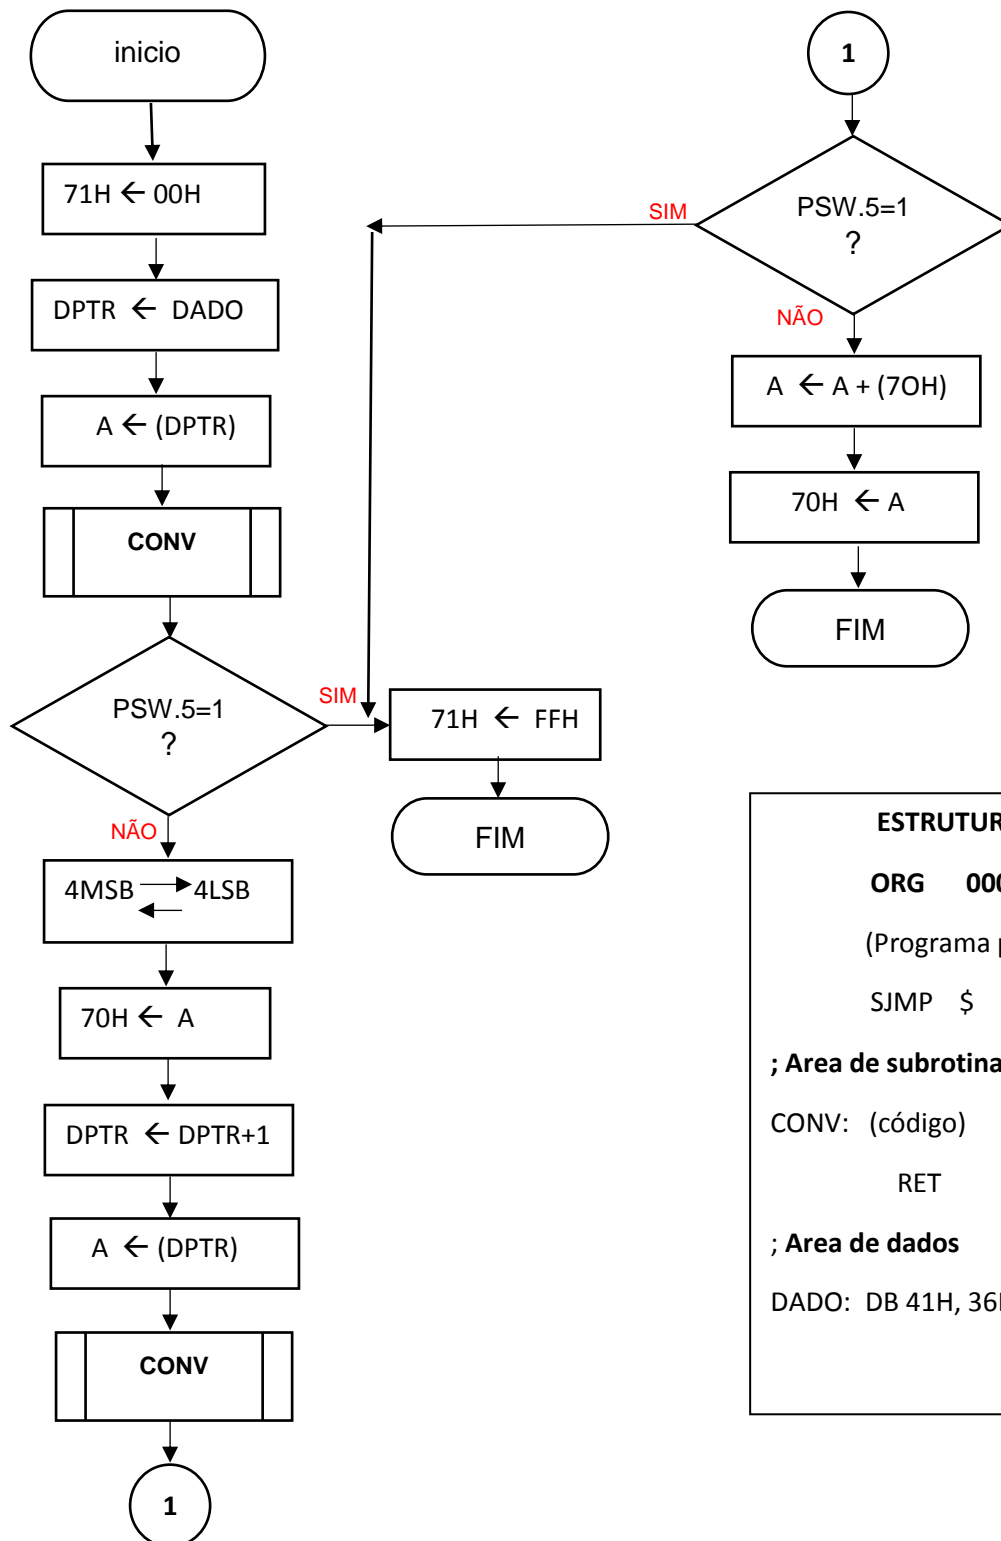 inicio
71H ← 00H
DPTR ← DADO
A ← (DPTR)
CONV
PSW.5=1
?
SIM
NÃO
71H ← FFH
FIM
4MSB 4LSB
70H ← A
DPTR ← DPTR+1
A ← (DPTR)
CONV
1
1
PSW.5=1
?
SIM
NÃO
A ← A + (7OH)
70H ← A
FIM
ORG
(Programa
SJMP $
; Area de
CONV: (código)
RET
; Area de dados
DADO: DB 41H,